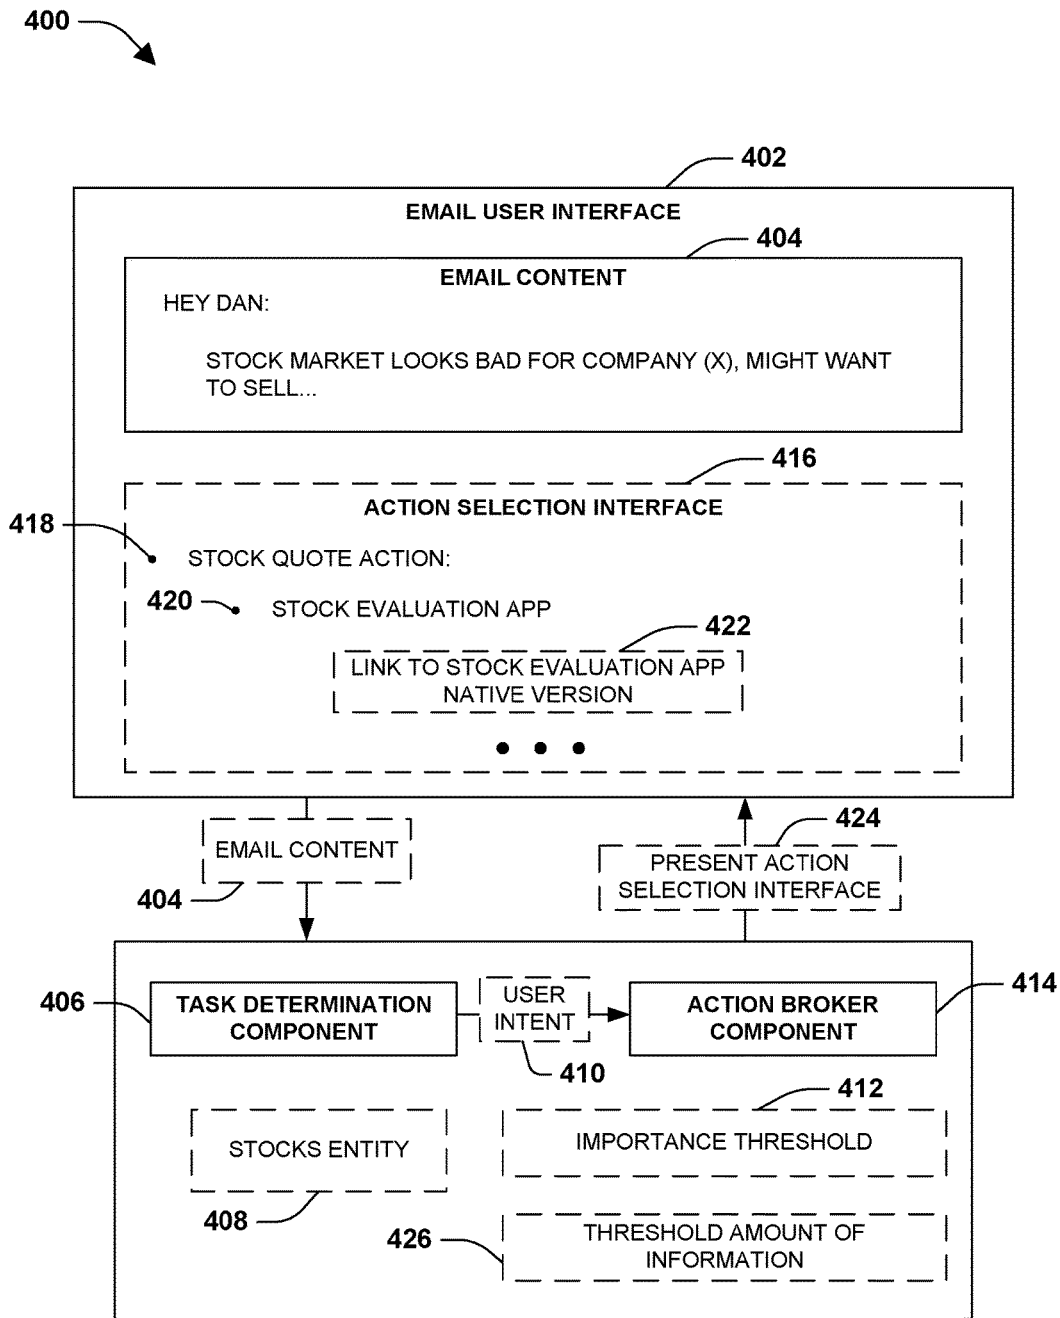 400
402
EMAIL USER INTERFACE
404
EMAIL CONTENT
HEY DAN:
STOCK MARKET LOOKS BAD FOR COMPANY (X), MIGHT WANT
TO SELL...
416
ACTION SELECTION INTERFACE
418
STOCK QUOTE ACTION:
420
STOCK EVALUATION APP
422
LINK TO STOCK EVALUATION APP
NATIVE VERSION
EMAIL CONTENT
404
424
PRESENT ACTION
SELECTION INTERFACE
406
TASK DETERMINATION
COMPONENT
USER
INTENT
410
ACTION BROKER
COMPONENT
414
412
STOCKS ENTITY
408
IMPORTANCE THRESHOLD
426
THRESHOLD AMOUNT OF
INFORMATION